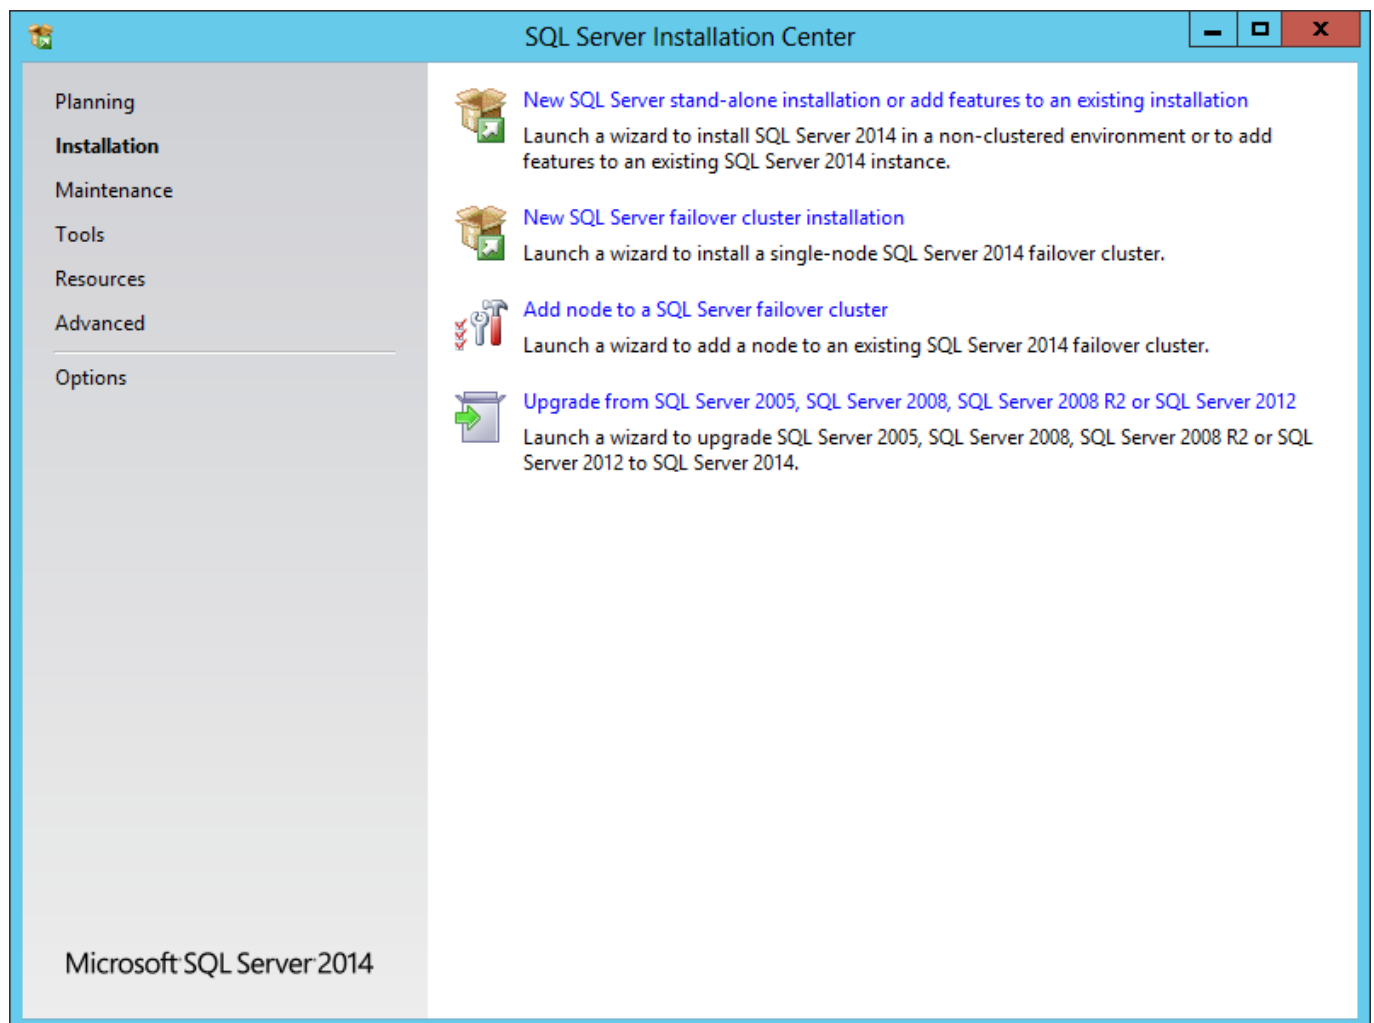 SQL Server Installation Center
Planning
Installation
Maintenance
Tools
Resources
Advanced
Options
Microsoft SQL Server 2014
New SQL Server stand-alone installation or add features to an existing installation
Launch a wizard to install SQL Server 2014 in a non-clustered environment or to add
features to an existing SQL Server 2014 instance.
New SQL Server failover cluster installation
Launch a wizard to install a single-node SQL Server 2014 failover cluster.
Add node to a SQL Server failover cluster
Launch a wizard to add a node to an existing SQL Server 2014 failover cluster.
Upgrade from SQL Server 2005, SQL Server 2008, SQL Server 2008 R2 or SQL Server 2012
Launch a wizard to upgrade SQL Server 2005, SQL Server 2008, SQL Server 2008 R2 or SQL
Server 2012 to SQL Server 2014.